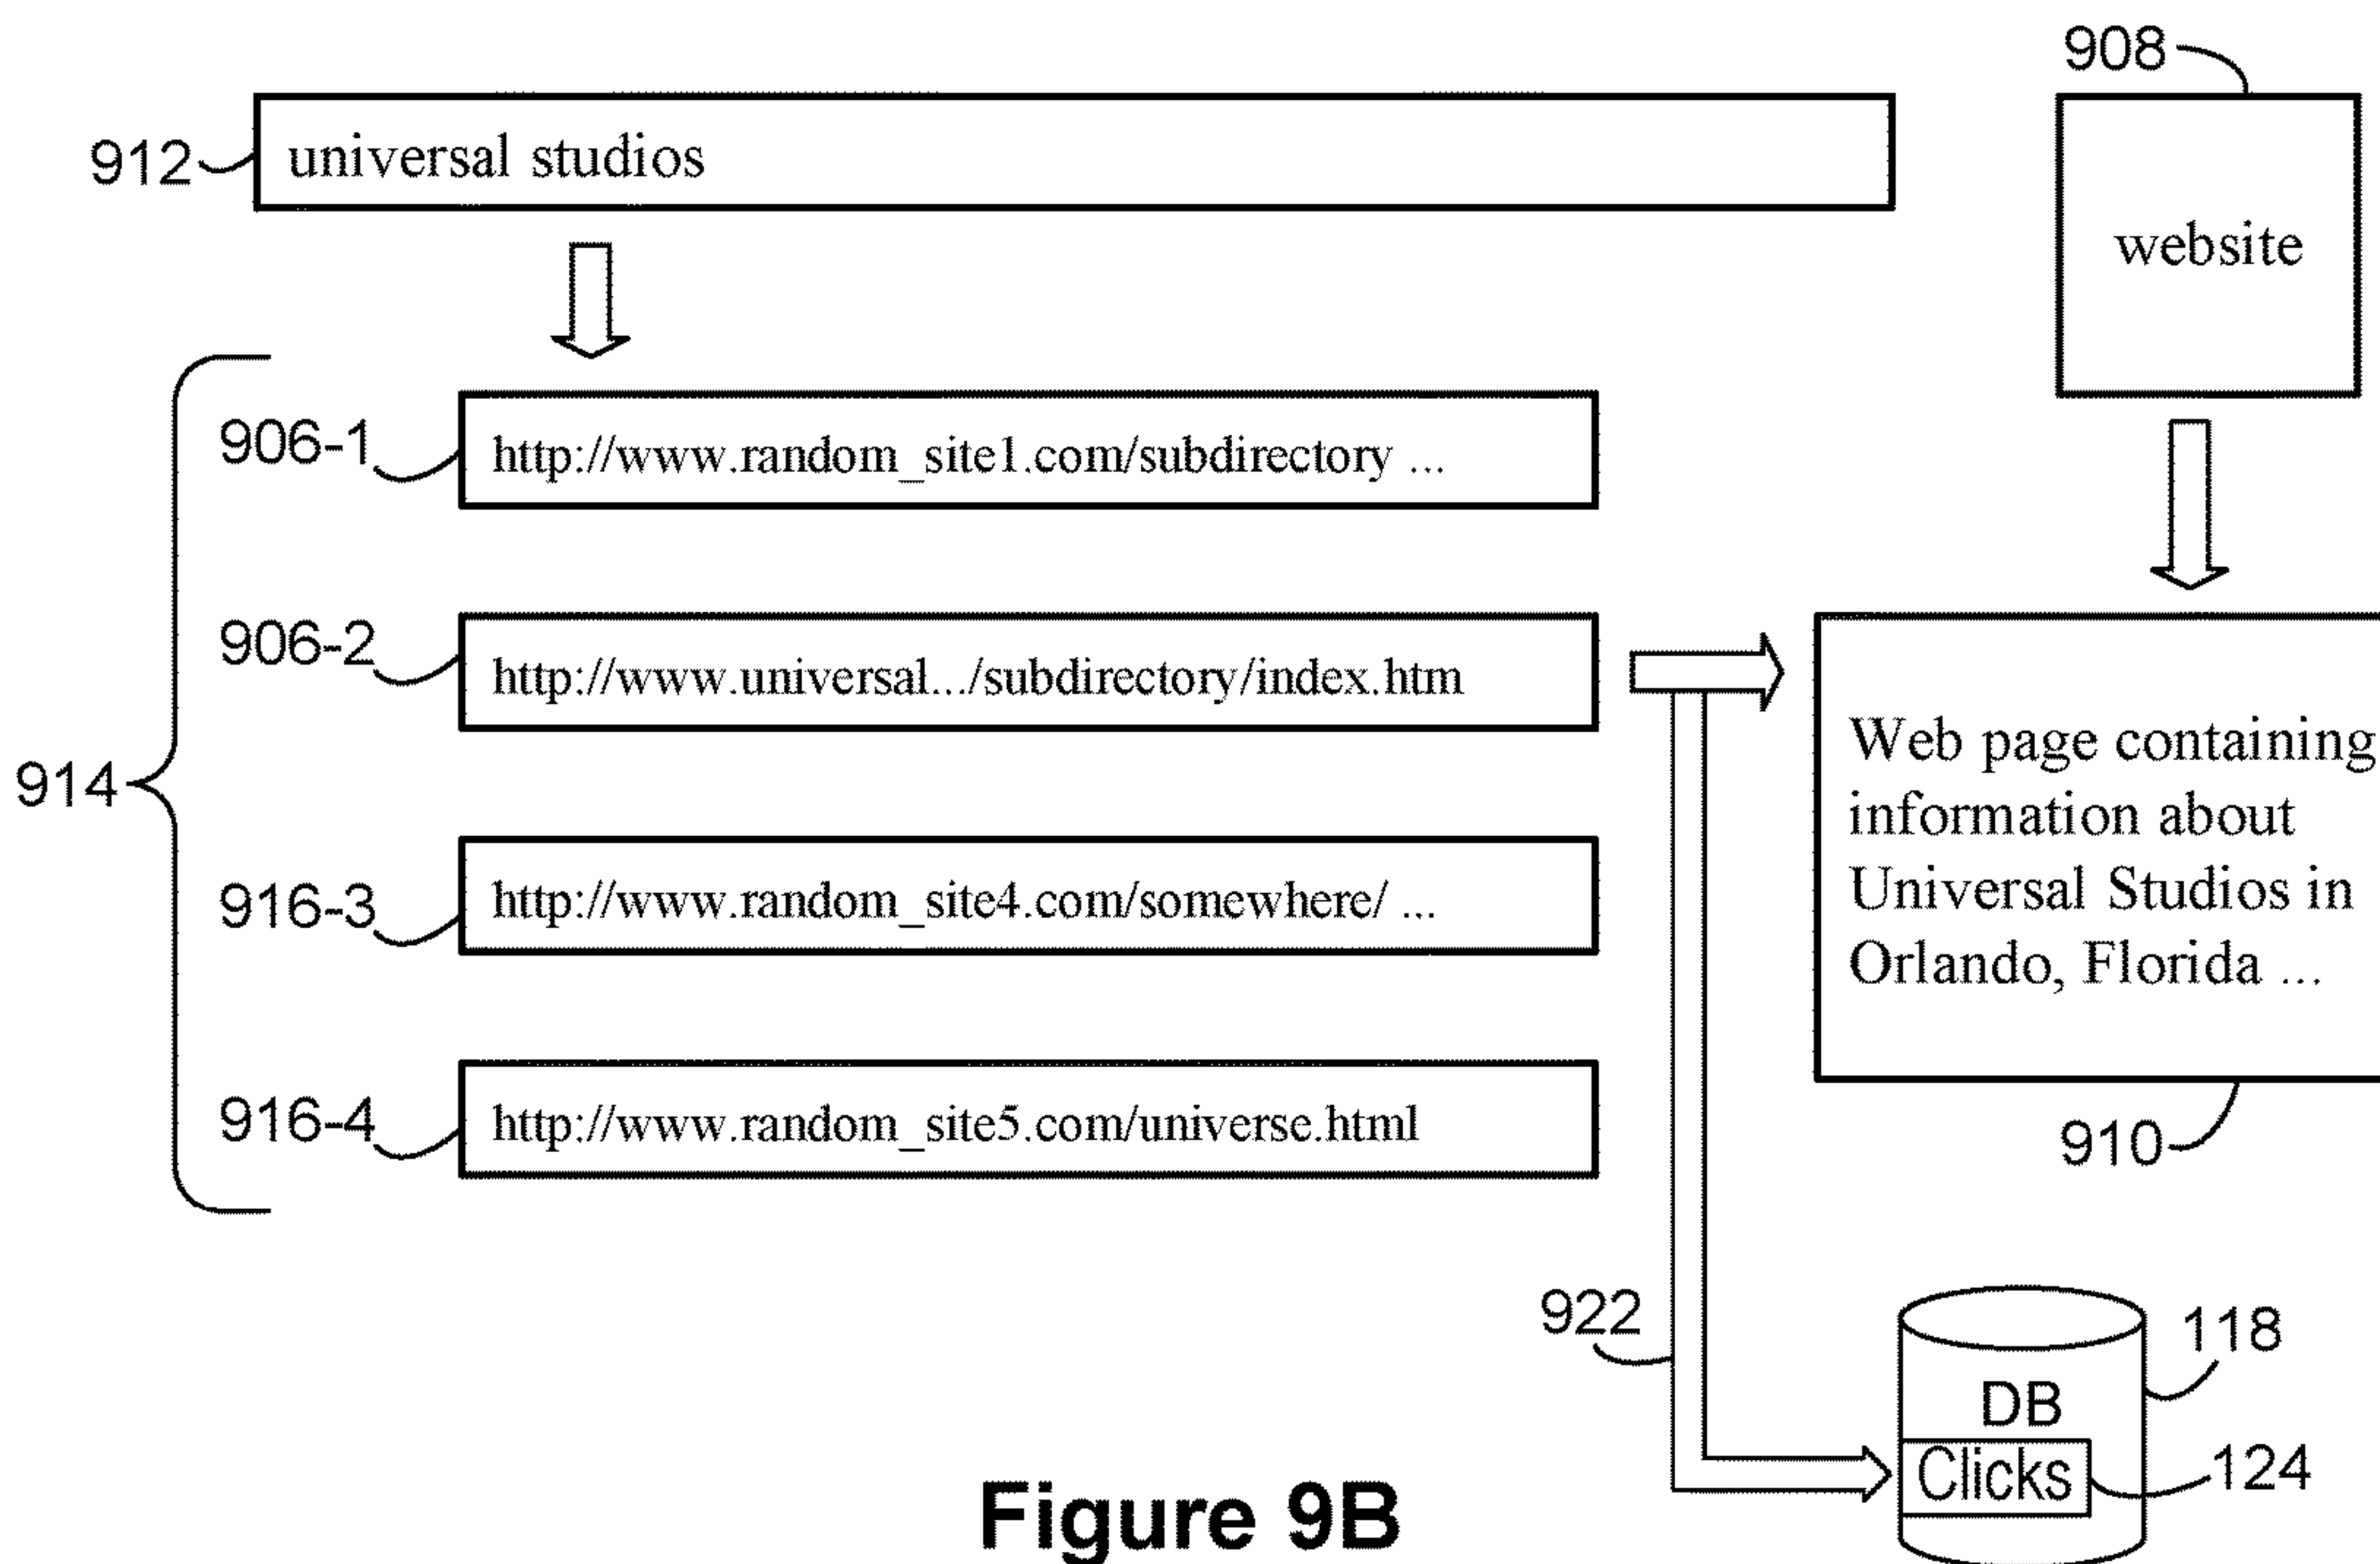 908
912
universal studios
website
906-1
http://www.random_site1.com/subdirectory ...
906-2
http://www.universal.../subdirectory/index.htm
914
Web page containing
information about
Universal Studios in
Orlando, Florida ...
916-3
http://www.random_site4.com/somewhere/ ...
916-4
http://www.random_site5.com/universe.html
910
922
118
DB
Clicks
124
Figure 9B